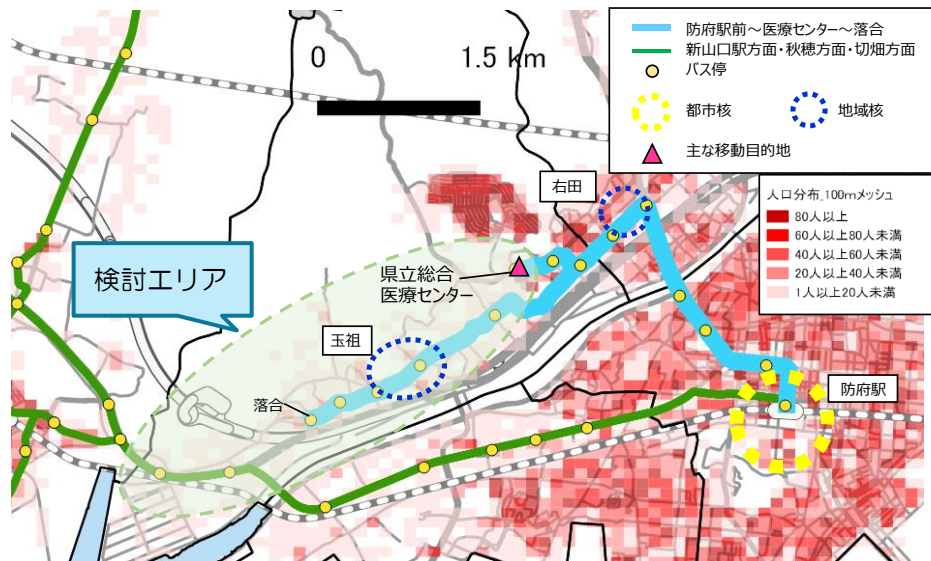 0 1.5 km
防府駅前～医療センター～落合
新山口駅方面・秋穂方面・切畑方面
バス停
都市核
地域核
主な移動目的地
人口分布_100mメッシュ
80人以上
60人以上80人未満
40人以上60人未満
20人以上40人未満
1人以上20人未満
右田
検討エリア
県立総合
医療センター
玉祖
落合
防府駅